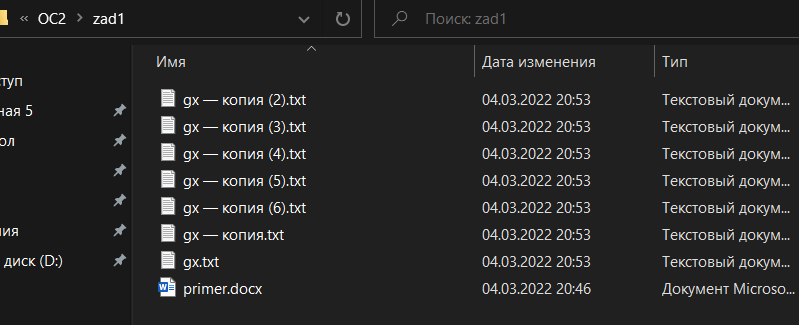 « ОС2 › zad1
Поиск: zad1
Имя Дата изменения Тип
ступ
ная 5
ол
ния
диск (D:)
gx — копия (2).txt 04.03.2022 20:53 Текстовый докум...
gx — копия (3).txt 04.03.2022 20:53 Текстовый докум...
gx — копия (4).txt 04.03.2022 20:53 Текстовый докум...
gx — копия (5).txt 04.03.2022 20:53 Текстовый докум...
gx — копия (6).txt 04.03.2022 20:53 Текстовый докум...
gx — копия.txt 04.03.2022 20:53 Текстовый докум...
gx.txt 04.03.2022 20:53 Текстовый докум...
primer.docx 04.03.2022 20:46 Документ Microso...